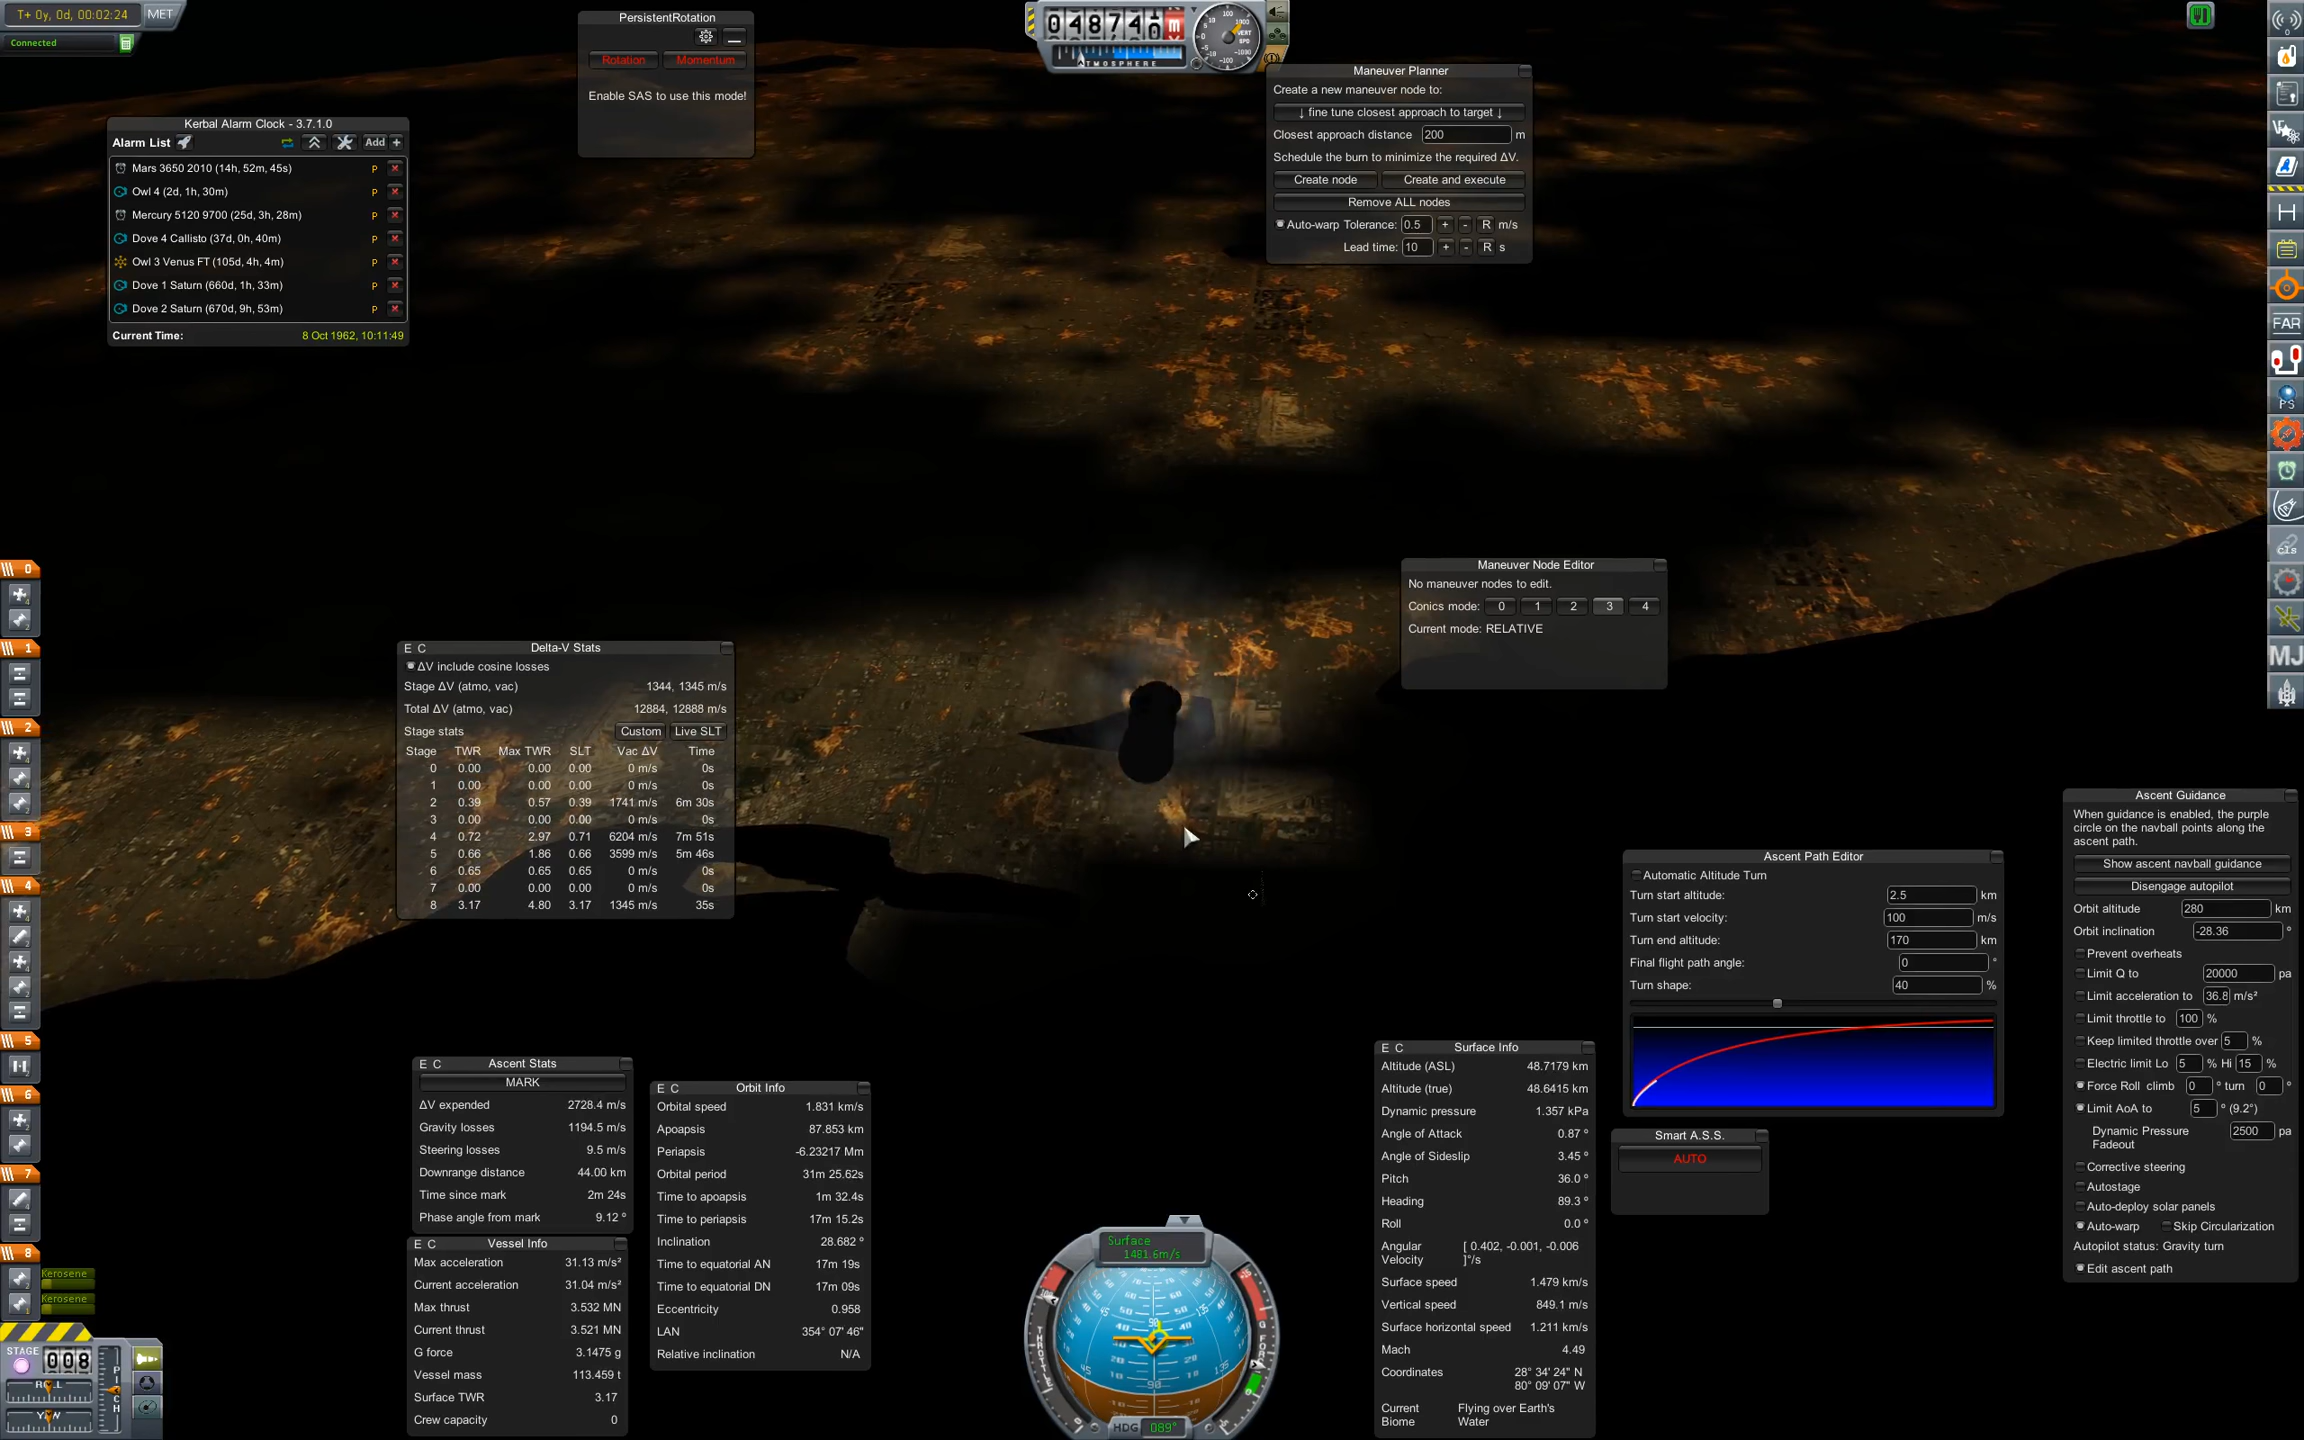 T+ 0y, 0d, 00:02:24
MET
Connected
PersistentRotation
Rotation
Momentum
Enable SAS to use this mode!
048740 m
ATMOSPHERE
Kerbal Alarm Clock - 3.7.1.0
Alarm List
Add +
Mars 3650 2010 (14h, 52m, 45s) P
Owl 4 (2d, 1h, 30m) P
Mercury 5120 9700 (25d, 3h, 28m) P
Dove 4 Callisto (37d, 0h, 40m) P
Owl 3 Venus FT (105d, 4h, 4m) P
Dove 1 Saturn (660d, 1h, 33m) P
Dove 2 Saturn (670d, 9h, 53m) P
Current Time: 8 Oct 1962, 10:11:49
Maneuver Planner
Create a new maneuver node to:
↓ fine tune closest approach to target ↓
Closest approach distance 200 m
Schedule the burn to minimize the required ΔV.
Create node
Create and execute
Remove ALL nodes
Auto-warp Tolerance: 0.5 + - R m/s
Lead time: 10 + - R s
Maneuver Node Editor
No maneuver nodes to edit.
Conics mode: 0 1 2 3 4
Current mode: RELATIVE
E C Delta-V Stats
ΔV include cosine losses
Stage ΔV (atmo, vac) 1344, 1345 m/s
Total ΔV (atmo, vac) 12884, 12888 m/s
Stage stats Custom Live SLT
Stage TWR Max TWR SLT Vac ΔV Time
0 0.00 0.00 0.00 0 m/s 0s
1 0.00 0.00 0.00 0 m/s 0s
2 0.39 0.57 0.39 1741 m/s 6m 30s
3 0.00 0.00 0.00 0 m/s 0s
4 0.72 2.97 0.71 6204 m/s 7m 51s
5 0.66 1.86 0.66 3599 m/s 5m 46s
6 0.65 0.65 0.65 0 m/s 0s
7 0.00 0.00 0.00 0 m/s 0s
8 3.17 4.80 3.17 1345 m/s 35s
Ascent Guidance
When guidance is enabled, the purple
circle on the navball points along the
ascent path.
Show ascent navball guidance
Disengage autopilot
Orbit altitude 280 km
Orbit inclination -28.36 º
Prevent overheats
Limit Q to 20000 pa
Limit acceleration to 36.8 m/s²
Limit throttle to 100 %
Keep limited throttle over 5 %
Electric limit Lo 5 % Hi 15 %
Force Roll climb 0 º turn 0 º
Limit AoA to 5 º (9.2°)
Dynamic Pressure 2500 pa
Fadeout
Corrective steering
Autostage
Auto-deploy solar panels
Auto-warp Skip Circularization
Autopilot status: Gravity turn
Edit ascent path
Ascent Path Editor
Automatic Altitude Turn
Turn start altitude: 2.5 km
Turn start velocity: 100 m/s
Turn end altitude: 170 km
Final flight path angle: 0 °
Turn shape: 40 %
E C Ascent Stats
MARK
ΔV expended 2728.4 m/s
Gravity losses 1194.5 m/s
Steering losses 9.5 m/s
Downrange distance 44.00 km
Time since mark 2m 24s
Phase angle from mark 9.12 º
E C Vessel Info
Max acceleration 31.13 m/s²
Current acceleration 31.04 m/s²
Max thrust 3.532 MN
Current thrust 3.521 MN
G force 3.1475 g
Vessel mass 113.459 t
Surface TWR 3.17
Crew capacity 0
E C Orbit Info
Orbital speed 1.831 km/s
Apoapsis 87.853 km
Periapsis -6.23217 Mm
Orbital period 31m 25.62s
Time to apoapsis 1m 32.4s
Time to periapsis 17m 15.2s
Inclination 28.682 º
Time to equatorial AN 17m 19s
Time to equatorial DN 17m 09s
Eccentricity 0.958
LAN 354° 07' 46"
Relative inclination N/A
E C Surface Info
Altitude (ASL) 48.7179 km
Altitude (true) 48.6415 km
Dynamic pressure 1.357 kPa
Angle of Attack 0.87 º
Angle of Sideslip 3.45 º
Pitch 36.0 º
Heading 89.3 º
Roll 0.0 º
Angular [ 0.402, -0.001, -0.006
Velocity ]°/s
Surface speed 1.479 km/s
Vertical speed 849.1 m/s
Surface horizontal speed 1.211 km/s
Mach 4.49
Coordinates 28° 34' 24" N
80° 09' 07" W
Current Flying over Earth's
Biome Water
Smart A.S.S.
AUTO
Surface
1481.6m/s
THROTTLE
G FORCE
HDG 089°
0
1
2
3
4
5
6
7
8
Kerosene
Kerosene
STAGE 008
ROLL
YAW
PITCH
FAR
PS
cls
MJ